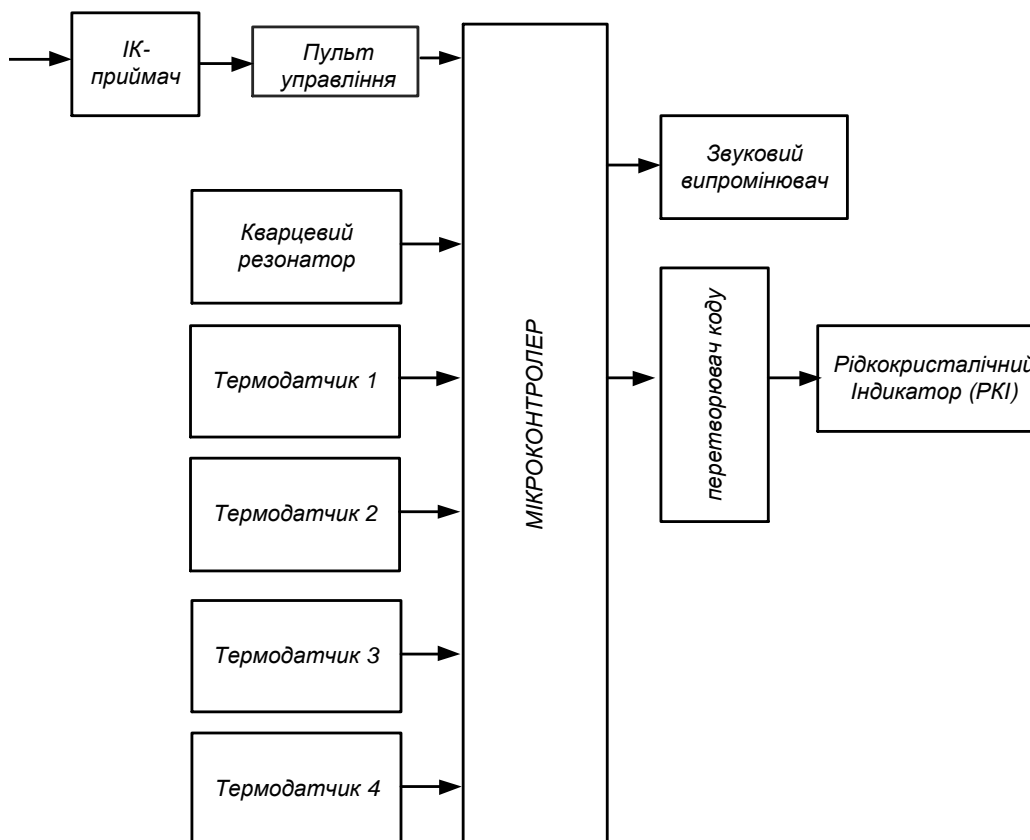 ІК-
приймач
Пульт
управління
Звуковий
випромінювач
Кварцевий
резонатор
МІКРОКОНТРОЛЕР
перетворювач коду
Рідкокристалічний
Індикатор (РКІ)
Термодатчик 1
Термодатчик 2
Термодатчик 3
Термодатчик 4